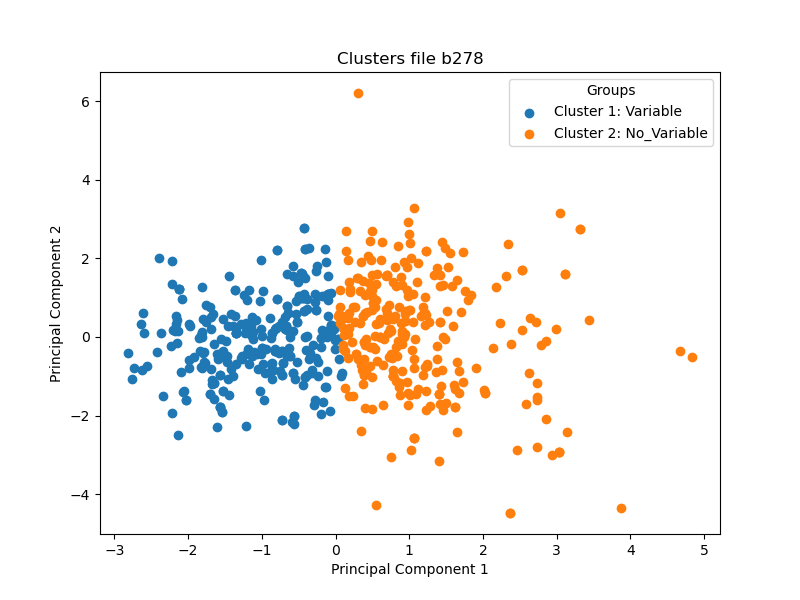 Clusters file b278
Groups
Cluster 1: Variable
Cluster 2: No_Variable
6
4
2
0
−2
−4
Principal Component 2
−3 −2 −1 0 1 2 3 4 5
Principal Component 1